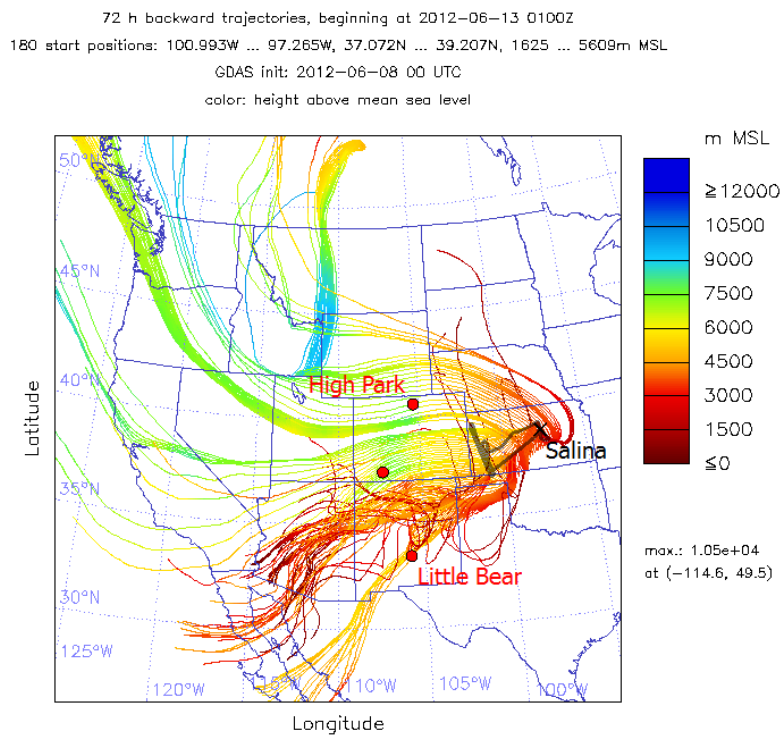 72 h backward trajectories, beginning at 2012-06-13 0100Z
180 start positions: 100.993W ... 97.265W, 37.072N ... 39.207N, 1625 ... 5609m MSL
GDAS init: 2012-06-08 00 UTC
color: height above mean sea level
m MSL
≥12000
10500
9000
7500
6000
4500
3000
1500
≤0
max.: 1.05e+04
at (-114.6, 49.5)
50°N
45°N
40°N
35°N
30°N
125°W
120°W
115°W
110°W
105°W
100°W
High Park
Salina
Little Bear
Latitude
Longitude